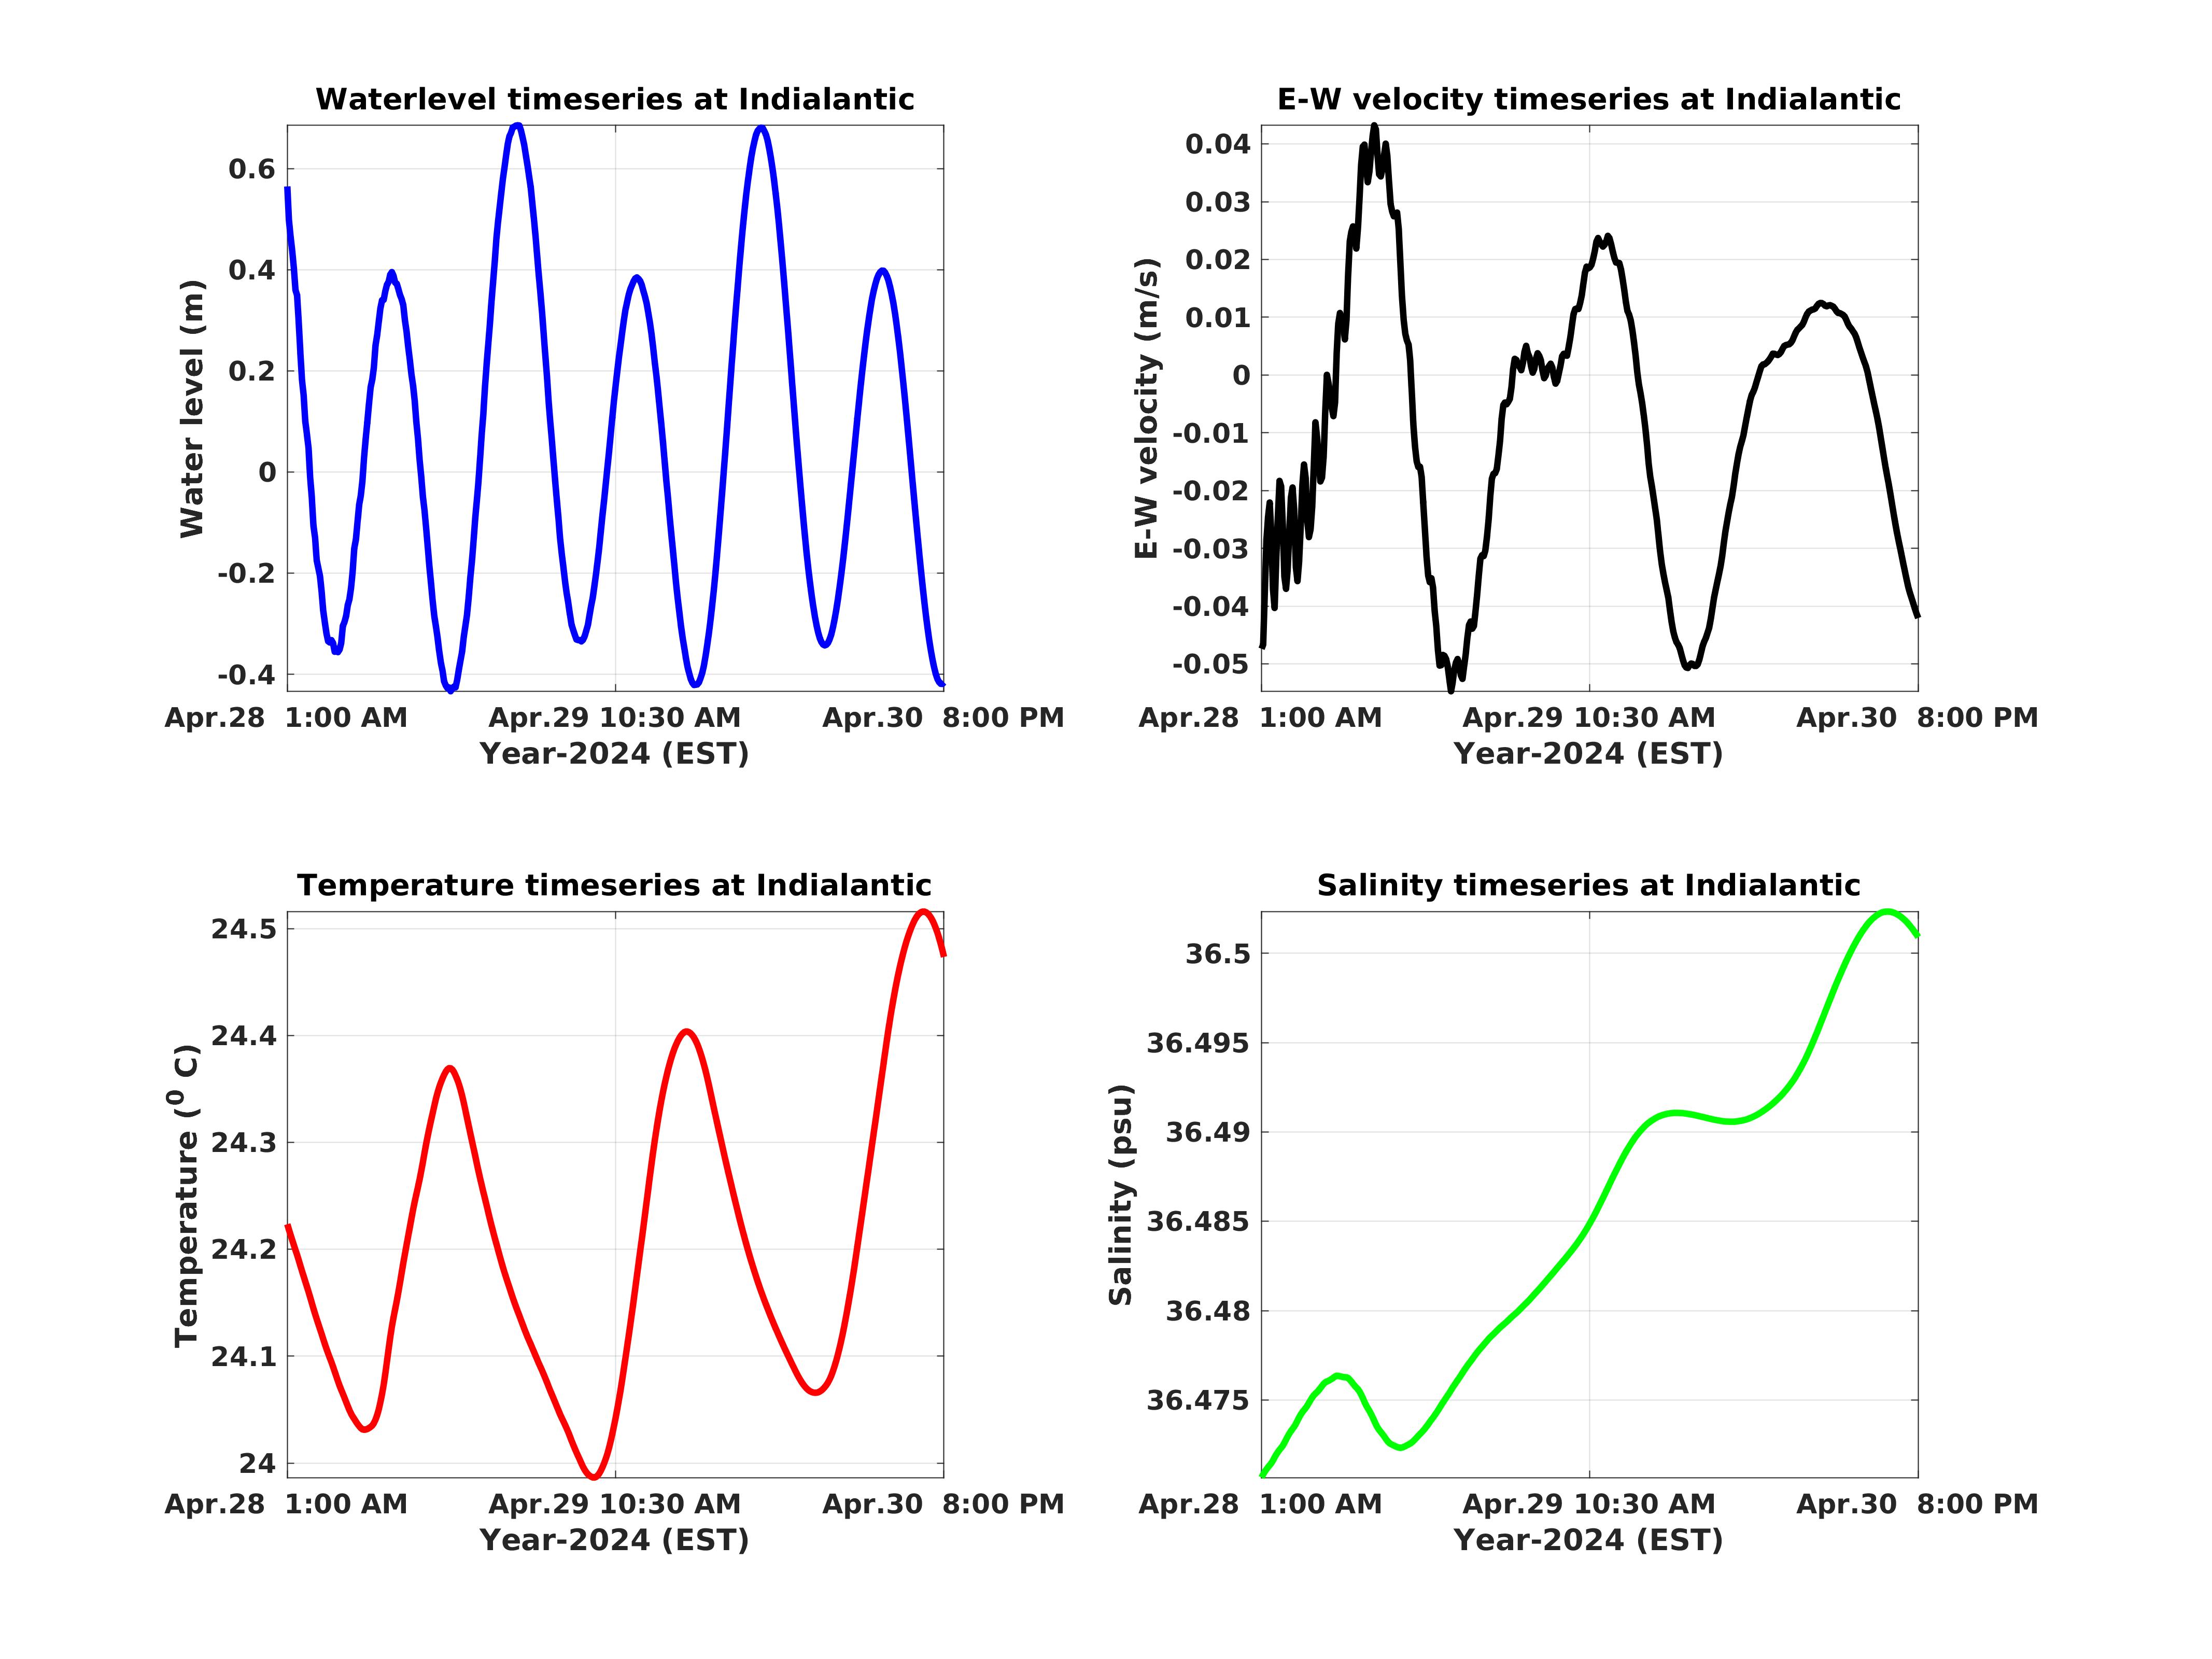 Waterlevel timeseries at Indialantic
Water level (m)
0.6
0.4
0.2
0
-0.2
-0.4
Apr.28 1:00 AM Apr.29 10:30 AM Apr.30 8:00 PM
Year-2024 (EST)
E-W velocity timeseries at Indialantic
E-W velocity (m/s)
0.04
0.03
0.02
0.01
0
-0.01
-0.02
-0.03
-0.04
-0.05
Apr.28 1:00 AM Apr.29 10:30 AM Apr.30 8:00 PM
Year-2024 (EST)
Temperature timeseries at Indialantic
Temperature (⁰ C)
24.5
24.4
24.3
24.2
24.1
24
Apr.28 1:00 AM Apr.29 10:30 AM Apr.30 8:00 PM
Year-2024 (EST)
Salinity timeseries at Indialantic
Salinity (psu)
36.5
36.495
36.49
36.485
36.48
36.475
Apr.28 1:00 AM Apr.29 10:30 AM Apr.30 8:00 PM
Year-2024 (EST)